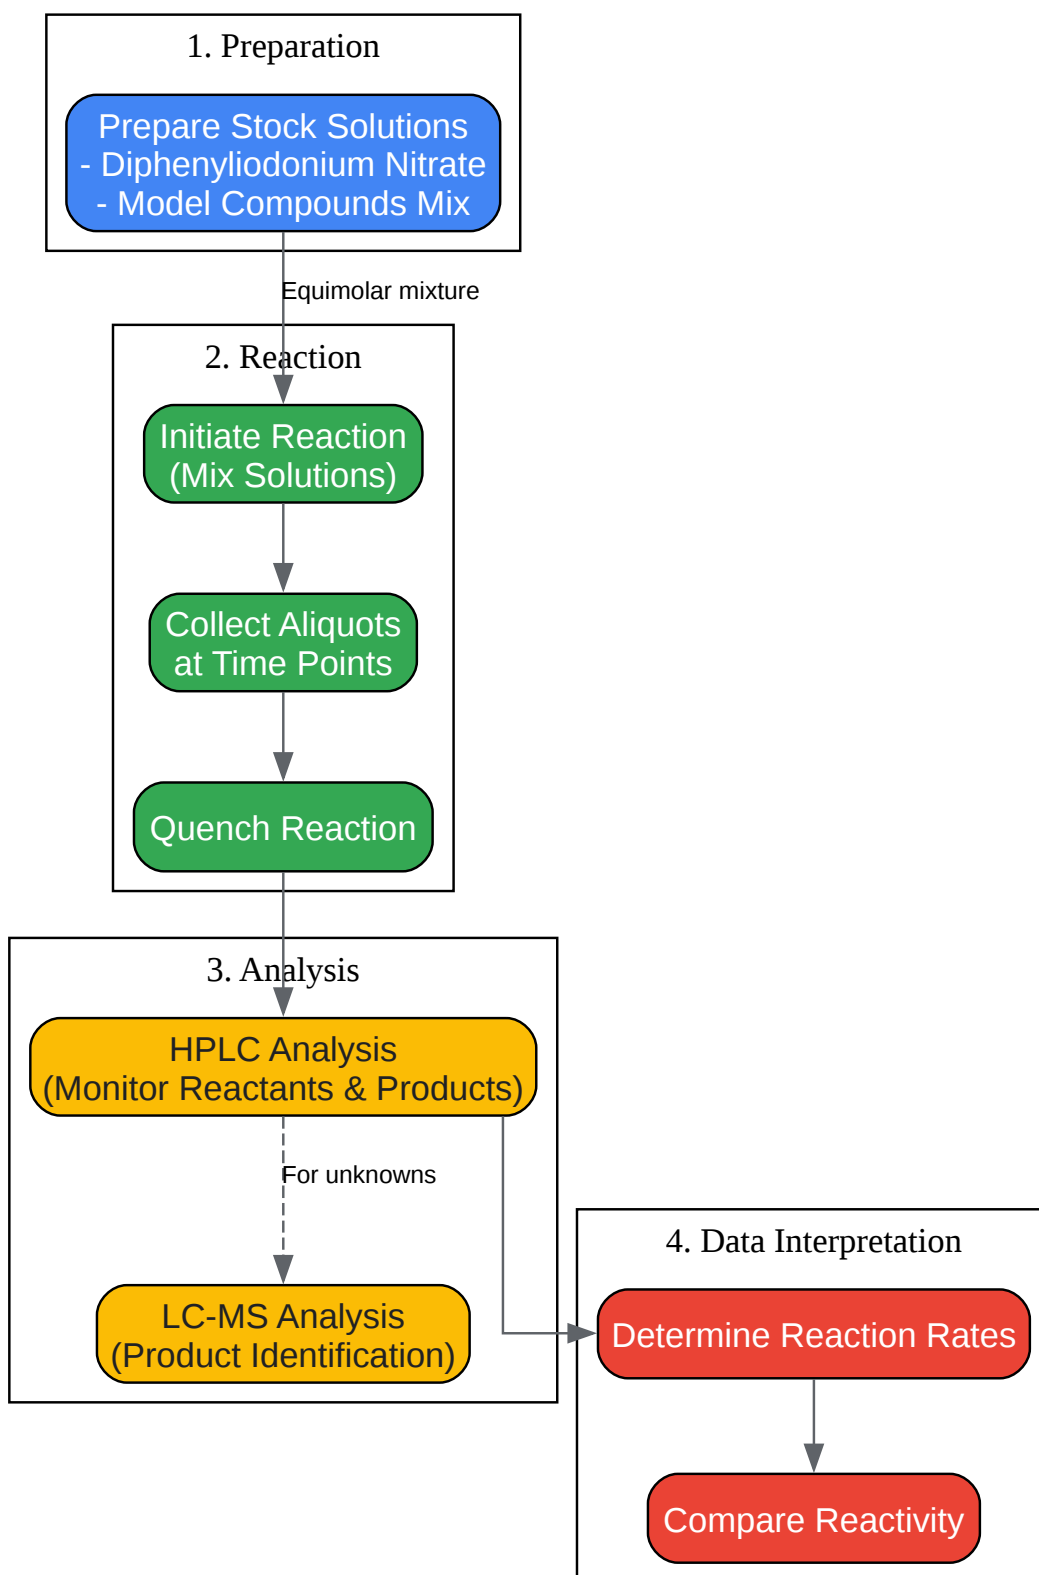 1. Preparation
Prepare Stock Solutions
- Diphenyliodonium Nitrate
- Model Compounds Mix
Equimolar mixture
2. Reaction
Initiate Reaction
(Mix Solutions)
Collect Aliquots
at Time Points
Quench Reaction
3. Analysis
HPLC Analysis
(Monitor Reactants & Products)
For unknowns
LC-MS Analysis
(Product Identification)
4. Data Interpretation
Determine Reaction Rates
Compare Reactivity